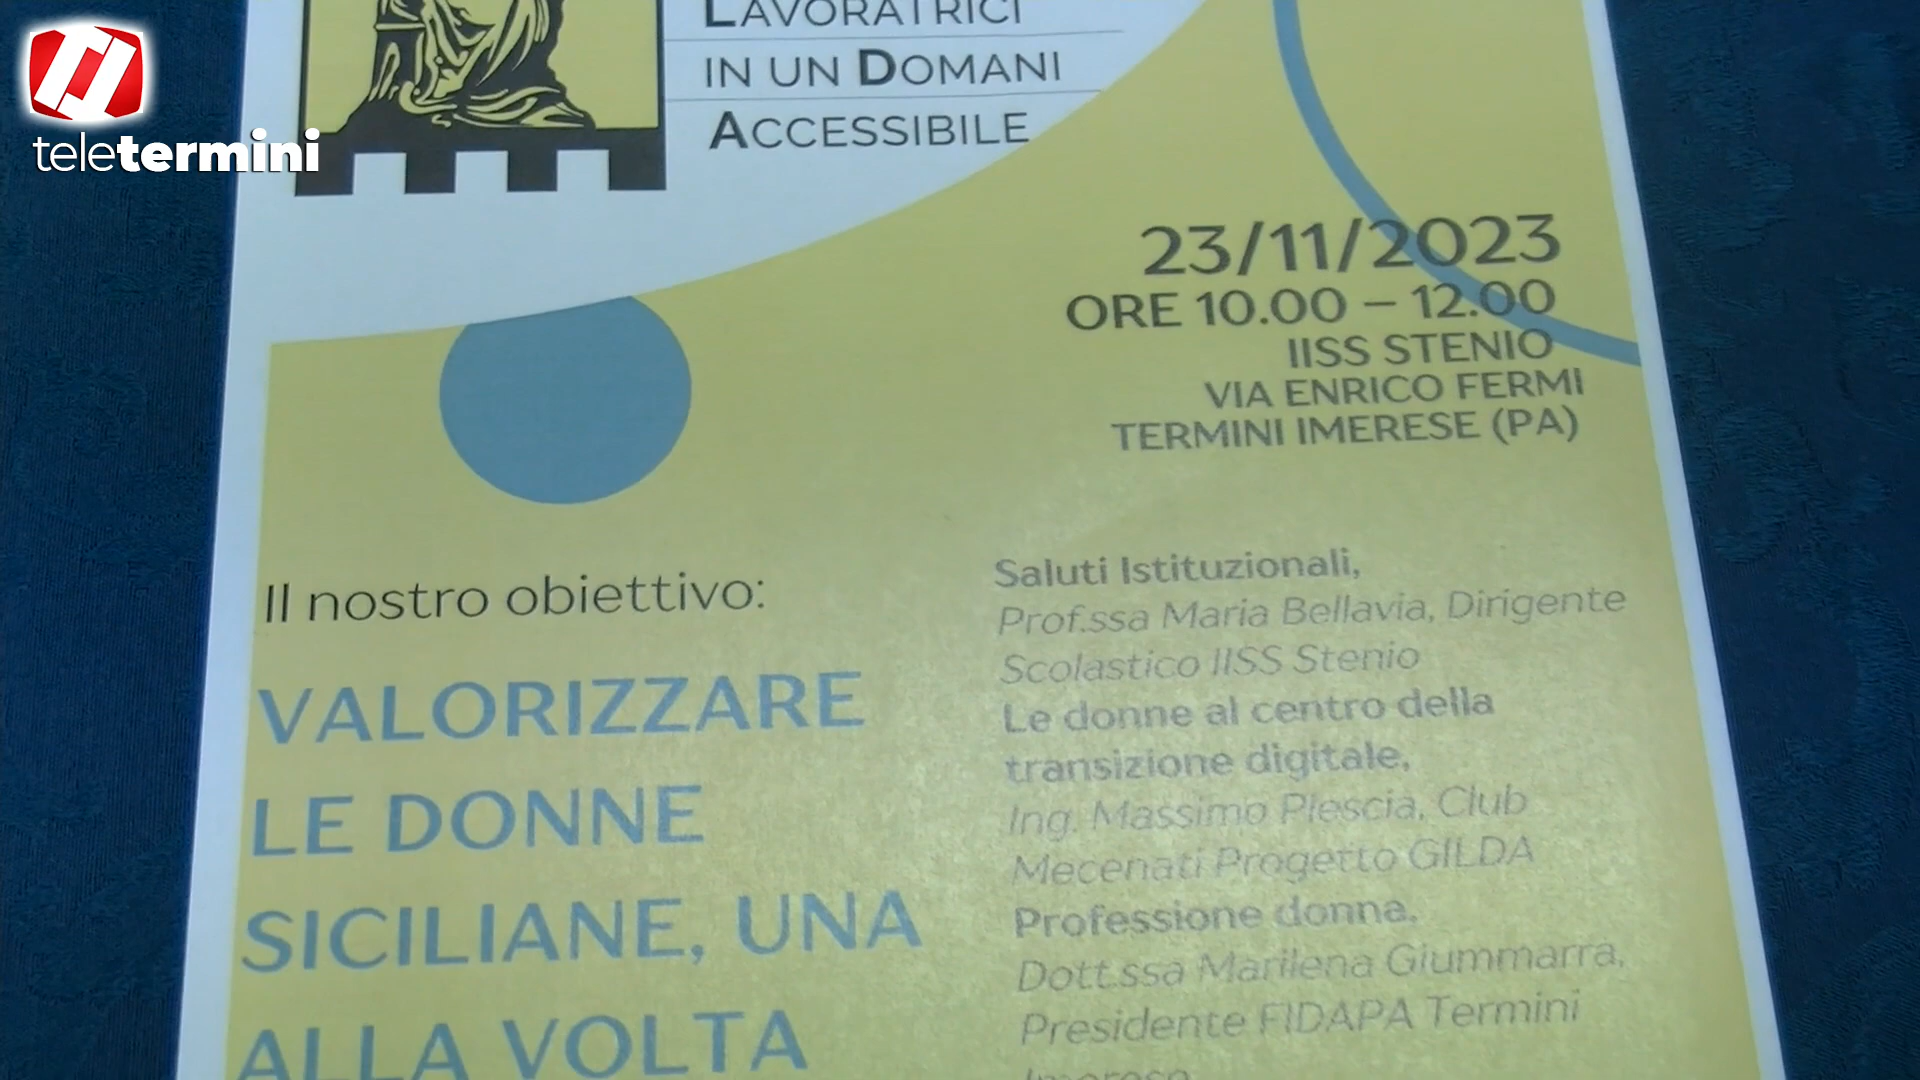 teletermini
LAVORATRICI
IN UN DOMANI
ACCESSIBILE
23/11/2023
ORE 10.00 – 12.00
IISS STENIO
VIA ENRICO FERMI
TERMINI IMERESE (PA)
Il nostro obiettivo:
VALORIZZARE
LE DONNE
SICILIANE, UNA
ALLA VOLTA
Saluti Istituzionali,
Prof.ssa Maria Bellavia, Dirigente
Scolastico IISS Stenio
Le donne al centro della
transizione digitale,
Ing. Massimo Plescia, Club
Mecenati Progetto GILDA
Professione donna,
Dott.ssa Marilena Giummarra,
Presidente FIDAPA Termini
Imerese